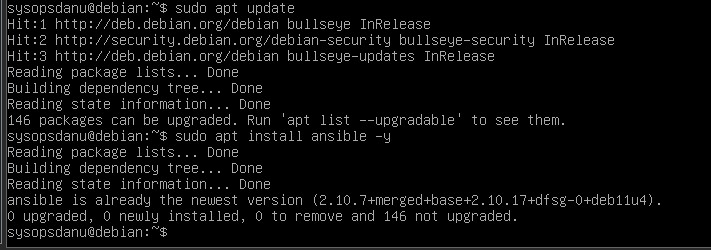 sysopsdanu@debian:~$ sudo apt update
Hit:1 http://deb.debian.org/debian bullseye InRelease
Hit:2 http://security.debian.org/debian-security bullseye-security InRelease
Hit:3 http://deb.debian.org/debian bullseye-updates InRelease
Reading package lists... Done
Building dependency tree... Done
Reading state information... Done
146 packages can be upgraded. Run 'apt list --upgradable' to see them.
sysopsdanu@debian:~$ sudo apt install ansible -y
Reading package lists... Done
Building dependency tree... Done
Reading state information... Done
ansible is already the newest version (2.10.7+merged+base+2.10.17+dfsg-0+deb11u4).
0 upgraded, 0 newly installed, 0 to remove and 146 not upgraded.
sysopsdanu@debian:~$